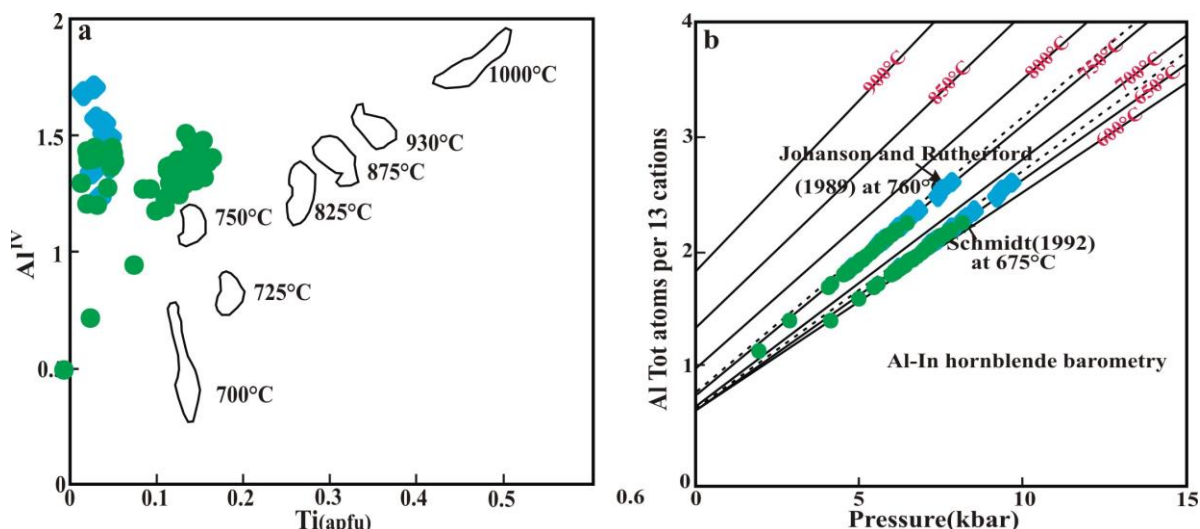 a
2
1.5
1
0.
0
Al^IV
1000°C
930°C
875°C
825°C
750°C
725°C
700°C
0
0.1
0.2
0.3
0.4
0.5
0.6
Ti(apfu)
b
4
3
2
1
0
Al Tot atoms per 13 cations
900°C
850°C
800°C
750°C
700°C
650°C
600°C
Johanson and Rutherford
(1989) at 760°
Schmidt(1992)
at 675°C
Al-In hornblende barometry
0
5
10
15
Pressure(kbar)